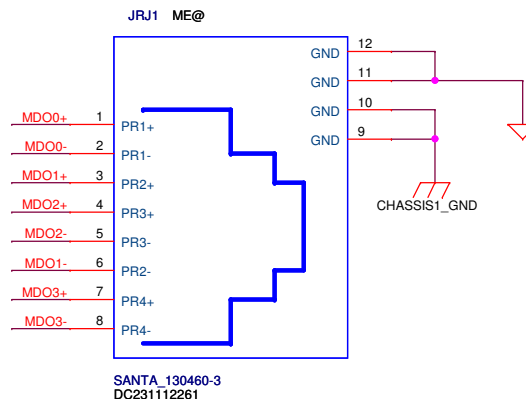 JRJ1 ME@
GND 12
GND 11
GND 10
GND 9
MDO0+ 1 PR1+
MDO0- 2 PR1-
MDO1+ 3 PR2+
MDO2+ 4 PR3+
MDO2- 5 PR3-
MDO1- 6 PR2-
MDO3+ 7 PR4+
MDO3- 8 PR4-
CHASSIS1_GND
SANTA_130460-3
DC231112261